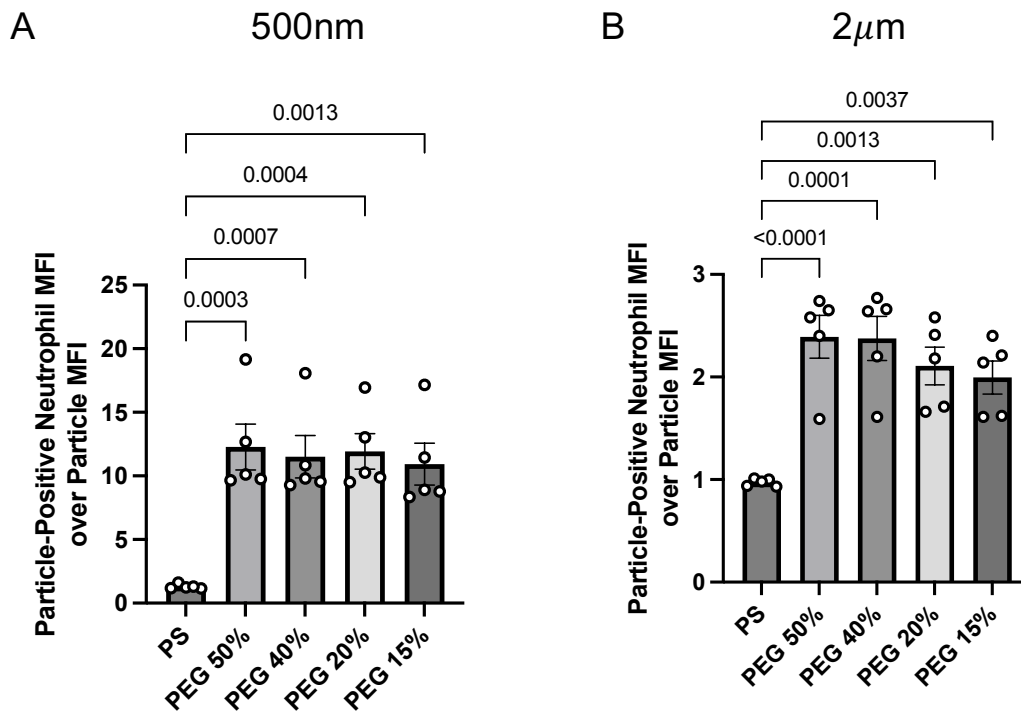 A
500nm
0.0013
0.0004
0.0007
0.0003
Particle-Positive Neutrophil MFI
over Particle MFI
25
20
15
10
5
0
PS
PEG 50%
PEG 40%
PEG 20%
PEG 15%
B
2μm
0.0037
0.0013
0.0001
<0.0001
Particle-Positive Neutrophil MFI
over Particle MFI
3
2
1
0
PS
PEG 50%
PEG 40%
PEG 20%
PEG 15%